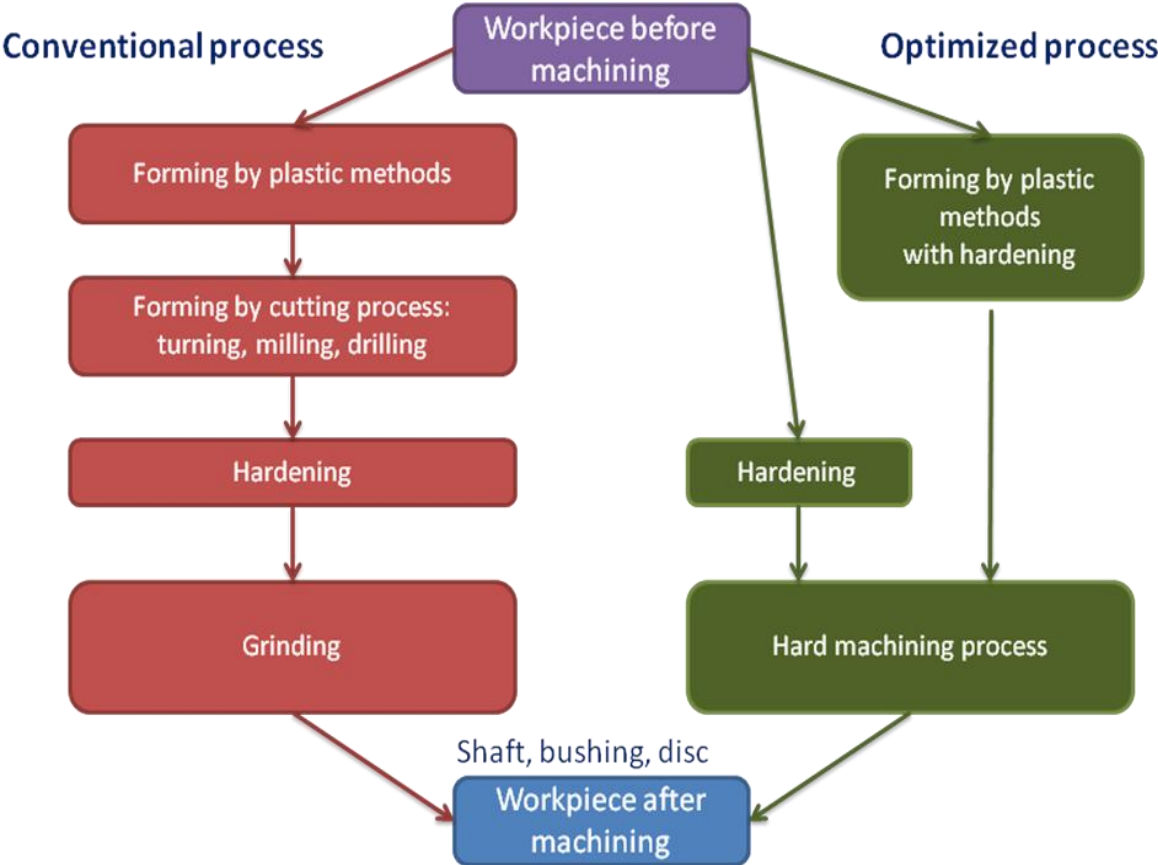 Conventional process
Workpiece before
machining
Optimized process
Forming by plastic methods
Forming by plastic
methods
with hardening
Forming by cutting process:
turning, milling, drilling
Hardening
Hardening
Grinding
Hard machining process
Shaft, bushing, disc
Workpiece after
machining